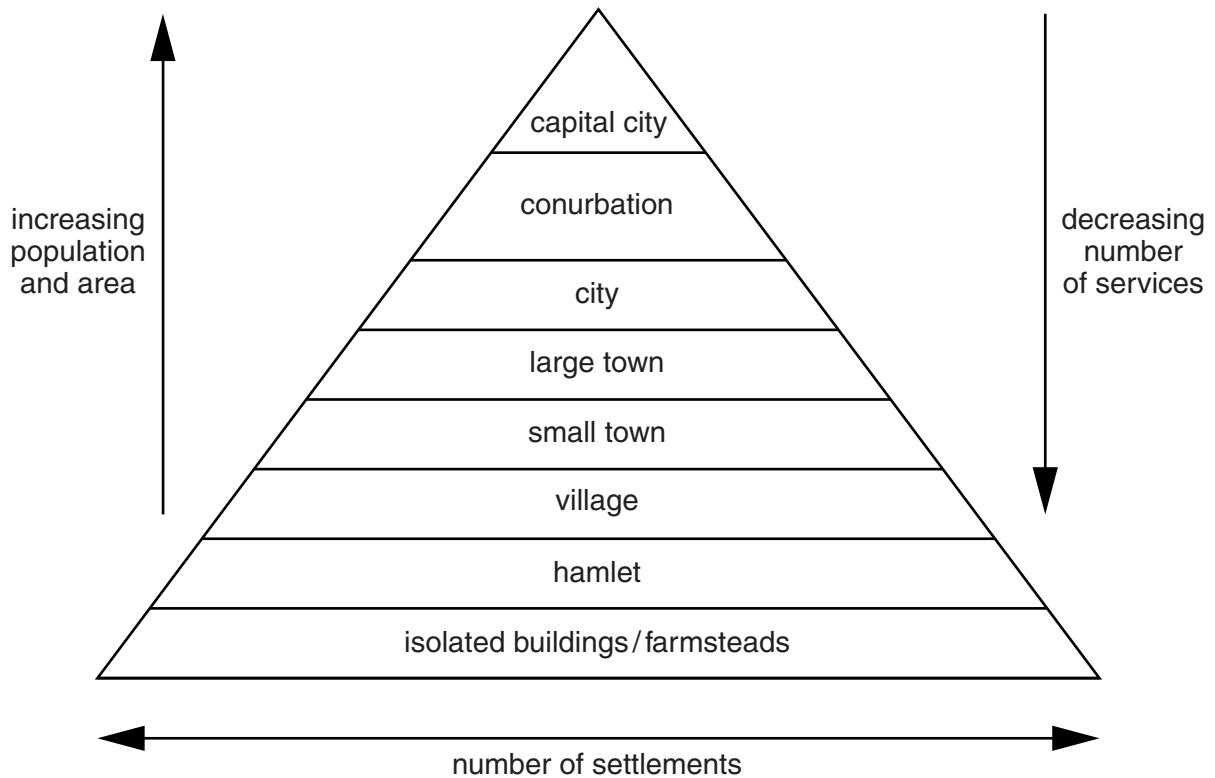 capital city
conurbation
increasing
population
and area
decreasing
number
of services
city
large town
small town
village
hamlet
isolated buildings/farmsteads
number of settlements